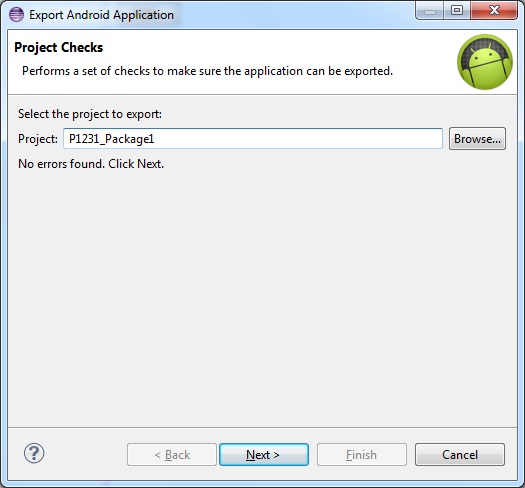 Export Android Application
Project Checks
Performs a set of checks to make sure the application can be exported.
Select the project to export:
Project: P1231_Package1 Browse...
No errors found. Click Next.
? < Back Next > Finish Cancel